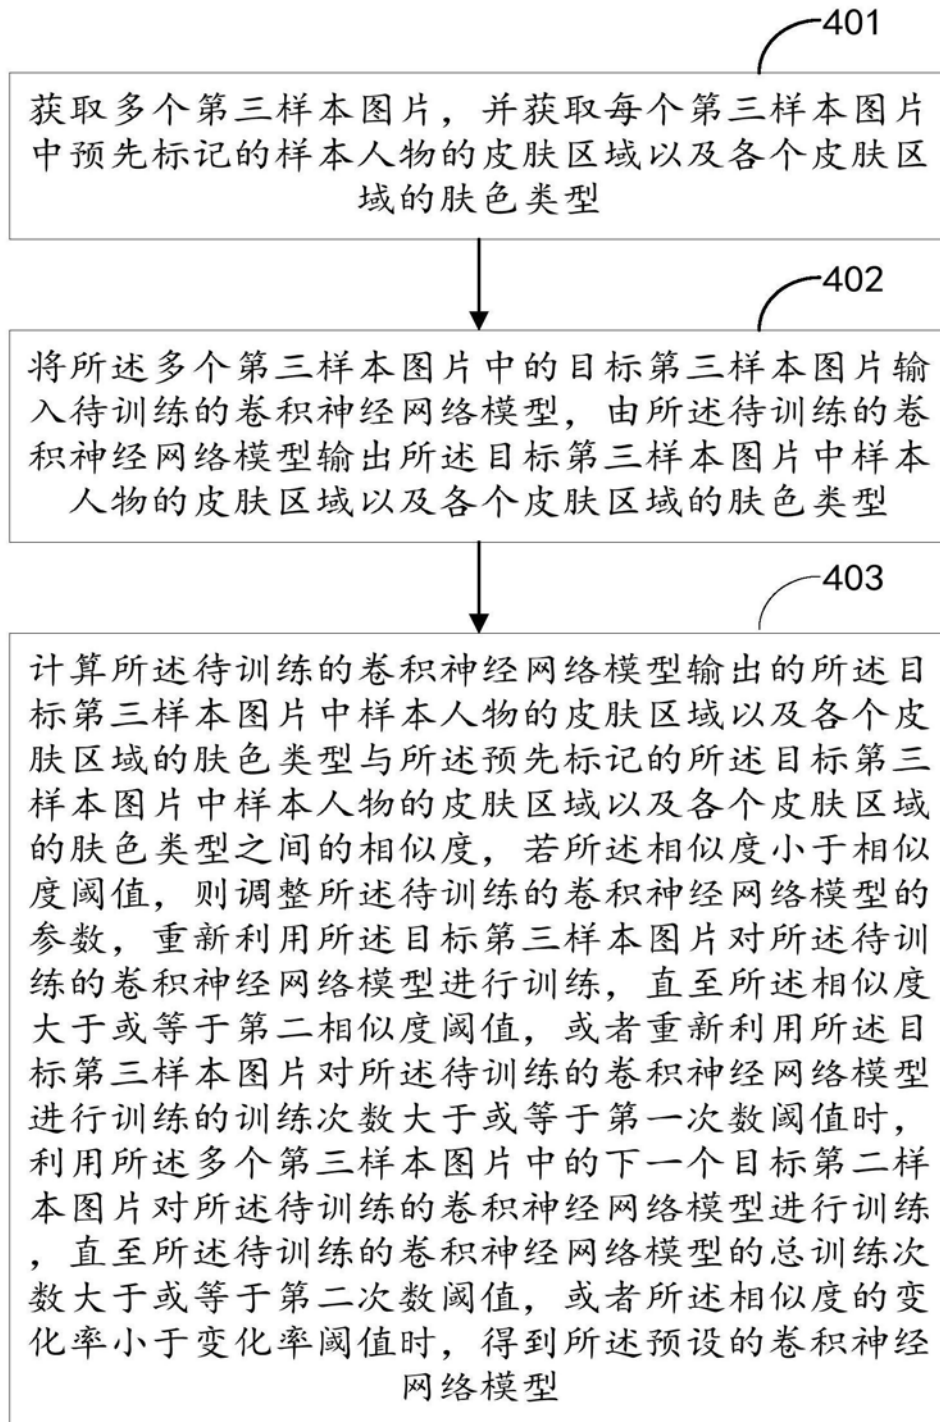 401
获取多个第三样本图片，并获取每个第三样本图片
中预先标记的样本人物的皮肤区域以及各个皮肤区
域的肤色类型
402
将所述多个第三样本图片中的目标第三样本图片输
入待训练的卷积神经网络模型，由所述待训练的卷
积神经网络模型输出所述目标第三样本图片中样本
人物的皮肤区域以及各个皮肤区域的肤色类型
403
计算所述待训练的卷积神经网络模型输出的所述目
标第三样本图片中样本人物的皮肤区域以及各个皮
肤区域的肤色类型与所述预先标记的所述目标第三
样本图片中样本人物的皮肤区域以及各个皮肤区域
的肤色类型之间的相似度，若所述相似度小于相似
度阈值，则调整所述待训练的卷积神经网络模型的
参数，重新利用所述目标第三样本图片对所述待训
练的卷积神经网络模型进行训练，直至所述相似度
大于或等于第二相似度阈值，或者重新利用所述目
标第三样本图片对所述待训练的卷积神经网络模型
进行训练的训练次数大于或等于第一次数阈值时，
利用所述多个第三样本图片中的下一个目标第二样
本图片对所述待训练的卷积神经网络模型进行训练
，直至所述待训练的卷积神经网络模型的总训练次
数大于或等于第二次数阈值，或者所述相似度的变
化率小于变化率阈值时，得到所述预设的卷积神经
网络模型